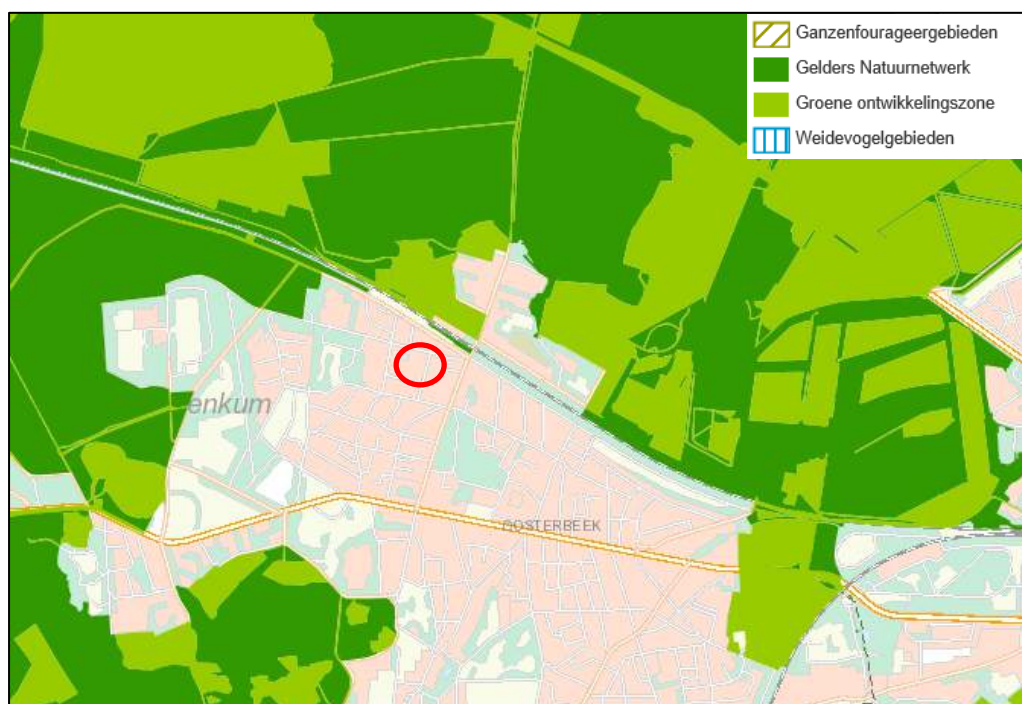 Ganzenfourageergebieden
Gelders Natuurnetwerk
Groene ontwikkelingszone
Weidevogelgebieden
enkum
OOSTERBEEK